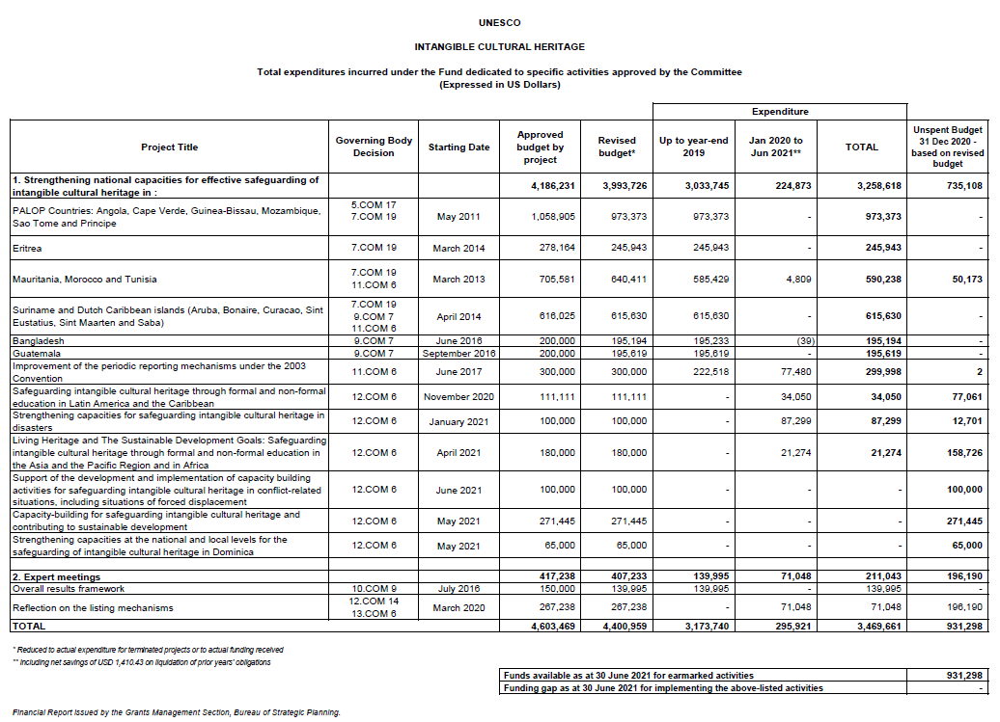 UNESCO
INTANGIBLE CULTURAL HERITAGE
Total expenditures incurred under the Fund dedicated to specific activities approved by the Committee
(Expressed in US Dollars)
Expenditure
Project Title | Governing Body Decision | Starting Date | Approved budget by project | Revised budget* | Up to year-end 2019 | Jan 2020 to Jun 2021** | TOTAL | Unspent Budget 31 Dec 2020 - based on revised budget
1. Strengthening national capacities for effective safeguarding of intangible cultural heritage in : | 4,186,231 | 3,993,726 | 3,033,745 | 224,873 | 3,258,618 | 735,108
PALOP Countries: Angola, Cape Verde, Guinea-Bissau, Mozambique, Sao Tome and Principe | 5.COM 17 7.COM 19 | May 2011 | 1,058,905 | 973,373 | 973,373 | - | 973,373 | -
Eritrea | 7.COM 19 | March 2014 | 278,164 | 245,943 | 245,943 | - | 245,943 | -
Mauritania, Morocco and Tunisia | 7.COM 19 11.COM 6 | March 2013 | 705,581 | 640,411 | 585,429 | 4,809 | 590,238 | 50,173
Suriname and Dutch Caribbean islands (Aruba, Bonaire, Curacao, Sint Eustatius, Sint Maarten and Saba) | 7.COM 19 9.COM 7 11.COM 6 | April 2014 | 616,025 | 615,630 | 615,630 | - | 615,630 | -
Bangladesh | 9.COM 7 | June 2016 | 200,000 | 195,194 | 195,233 | (39) | 195,194 | -
Guatemala | 9.COM 7 | September 2016 | 200,000 | 195,619 | 195,619 | - | 195,619 | -
Improvement of the periodic reporting mechanisms under the 2003 Convention | 11.COM 6 | June 2017 | 300,000 | 300,000 | 222,518 | 77,480 | 299,998 | 2
Safeguarding intangible cultural heritage through formal and non-formal education in Latin America and the Caribbean | 12.COM 6 | November 2020 | 111,111 | 111,111 | - | 34,050 | 34,050 | 77,061
Strengthening capacities for safeguarding intangible cultural heritage in disasters | 12.COM 6 | January 2021 | 100,000 | 100,000 | - | 87,299 | 87,299 | 12,701
Living Heritage and The Sustainable Development Goals: Safeguarding intangible cultural heritage through formal and non-formal education in the Asia and the Pacific Region and in Africa | 12.COM 6 | April 2021 | 180,000 | 180,000 | - | 21,274 | 21,274 | 158,726
Support of the development and implementation of capacity building activities for safeguarding intangible cultural heritage in conflict-related situations, including situations of forced displacement | 12.COM 6 | June 2021 | 100,000 | 100,000 | - | - | - | 100,000
Capacity-building for safeguarding intangible cultural heritage and contributing to sustainable development | 12.COM 6 | May 2021 | 271,445 | 271,445 | - | - | - | 271,445
Strengthening capacities at the national and local levels for the safeguarding of intangible cultural heritage in Dominica | 12.COM 6 | May 2021 | 65,000 | 65,000 | - | - | - | 65,000
2. Expert meetings | 417,238 | 407,233 | 139,995 | 71,048 | 211,043 | 196,190
Overall results framework | 10.COM 9 | July 2016 | 150,000 | 139,995 | 139,995 | - | 139,995 | -
Reflection on the listing mechanisms | 12.COM 14 13.COM 6 | March 2020 | 267,238 | 267,238 | - | 71,048 | 71,048 | 196,190
TOTAL | 4,603,469 | 4,400,959 | 3,173,740 | 295,921 | 3,469,661 | 931,298
* Reduced to actual expenditure for terminated projects or to actual funding received
** Including net savings of USD 1,410.43 on liquidation of prior years' obligations
Funds available as at 30 June 2021 for earmarked activities | 931,298
Funding gap as at 30 June 2021 for implementing the above-listed activities | -
Financial Report issued by the Grants Management Section, Bureau of Strategic Planning.